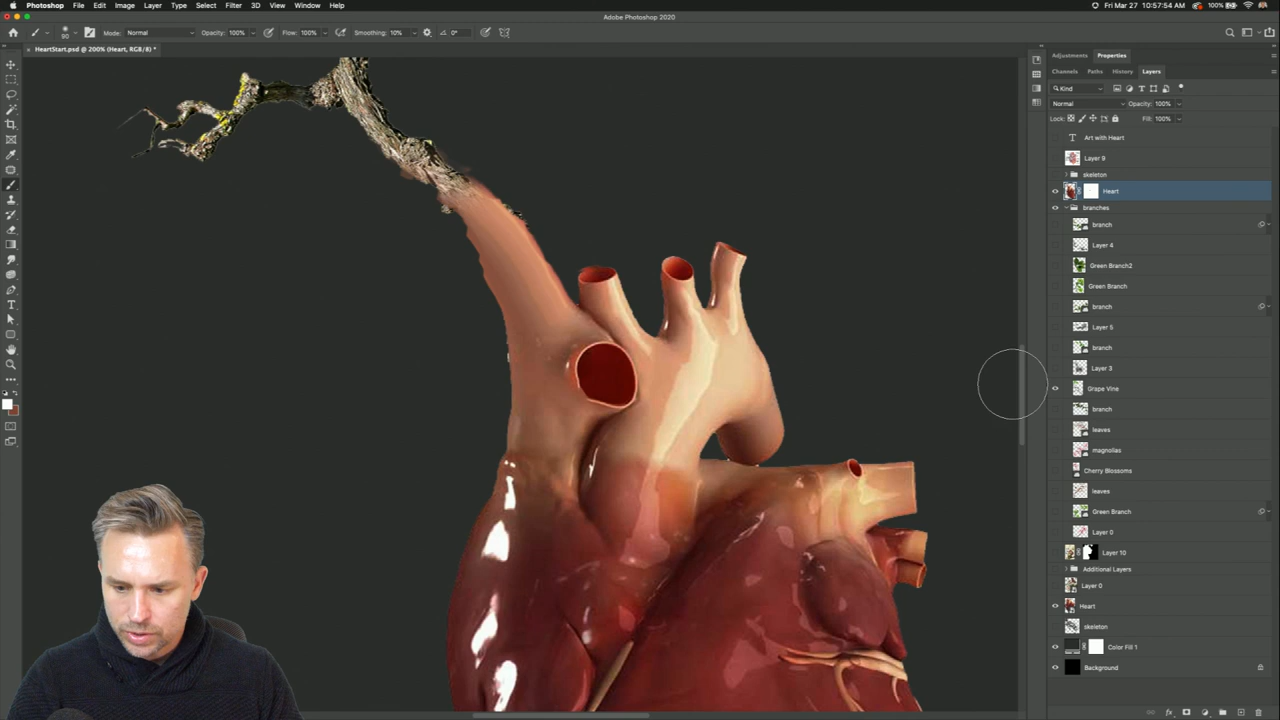 Photoshop File Edit Image Layer Type Select Filter 3D View Window Help
100% Fri Mar 27 10:57:54 AM
Adobe Photoshop 2020
90 Mode: Normal Opacity: 100% Flow: 100% Smoothing: 10% 0°
× HeartStart.psd @ 200% (Heart, RGB/8) *
Adjustments Properties
Channels Paths History Layers
Kind
Normal Opacity: 100%
Lock: Fill: 100%
T Art with Heart
Layer 9
skeleton
Heart
branches
branch
Layer 4
Green Branch2
Green Branch
branch
Layer 5
branch
Layer 3
Grape Vine
branch
leaves
magnolias
Cherry Blossoms
leaves
Green Branch
Layer 0
Layer 10
Additional Layers
Layer 0
Heart
skeleton
Color Fill 1
Background
fx